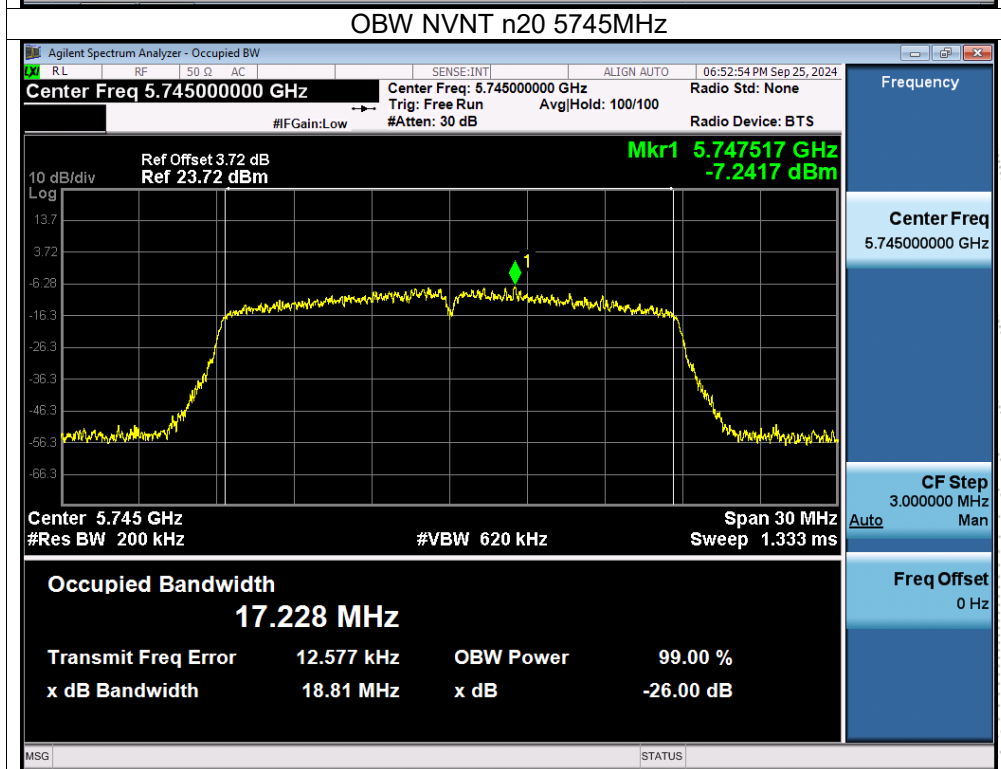 OBW NVNT n20 5745MHz
Agilent Spectrum Analyzer - Occupied BW
LXI RL RF 50 Ω AC SENSE:INT ALIGN AUTO 06:52:54 PM Sep 25, 2024
Center Freq 5.745000000 GHz
Center Freq: 5.745000000 GHz
Radio Std: None
Trig: Free Run Avg|Hold: 100/100
#IFGain:Low
#Atten: 30 dB
Radio Device: BTS
Ref Offset 3.72 dB
10 dB/div Ref 23.72 dBm
Log
Mkr1 5.747517 GHz
-7.2417 dBm
13.7
3.72
1
-6.28
-16.3
-26.3
-36.3
-46.3
-56.3
-66.3
Center 5.745 GHz
Span 30 MHz
#Res BW 200 kHz
#VBW 620 kHz
Sweep 1.333 ms
Occupied Bandwidth
17.228 MHz
Transmit Freq Error 12.577 kHz OBW Power 99.00 %
x dB Bandwidth 18.81 MHz x dB -26.00 dB
MSG STATUS
Frequency
Center Freq
5.745000000 GHz
CF Step
3.000000 MHz
Auto Man
Freq Offset
0 Hz